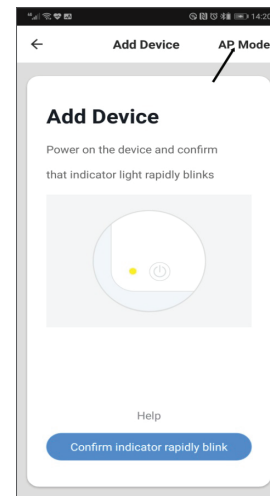 14:20
Add Device
AP Mode
Add Device
Power on the device and confirm
that indicator light rapidly blinks
Help
Confirm indicator rapidly blink